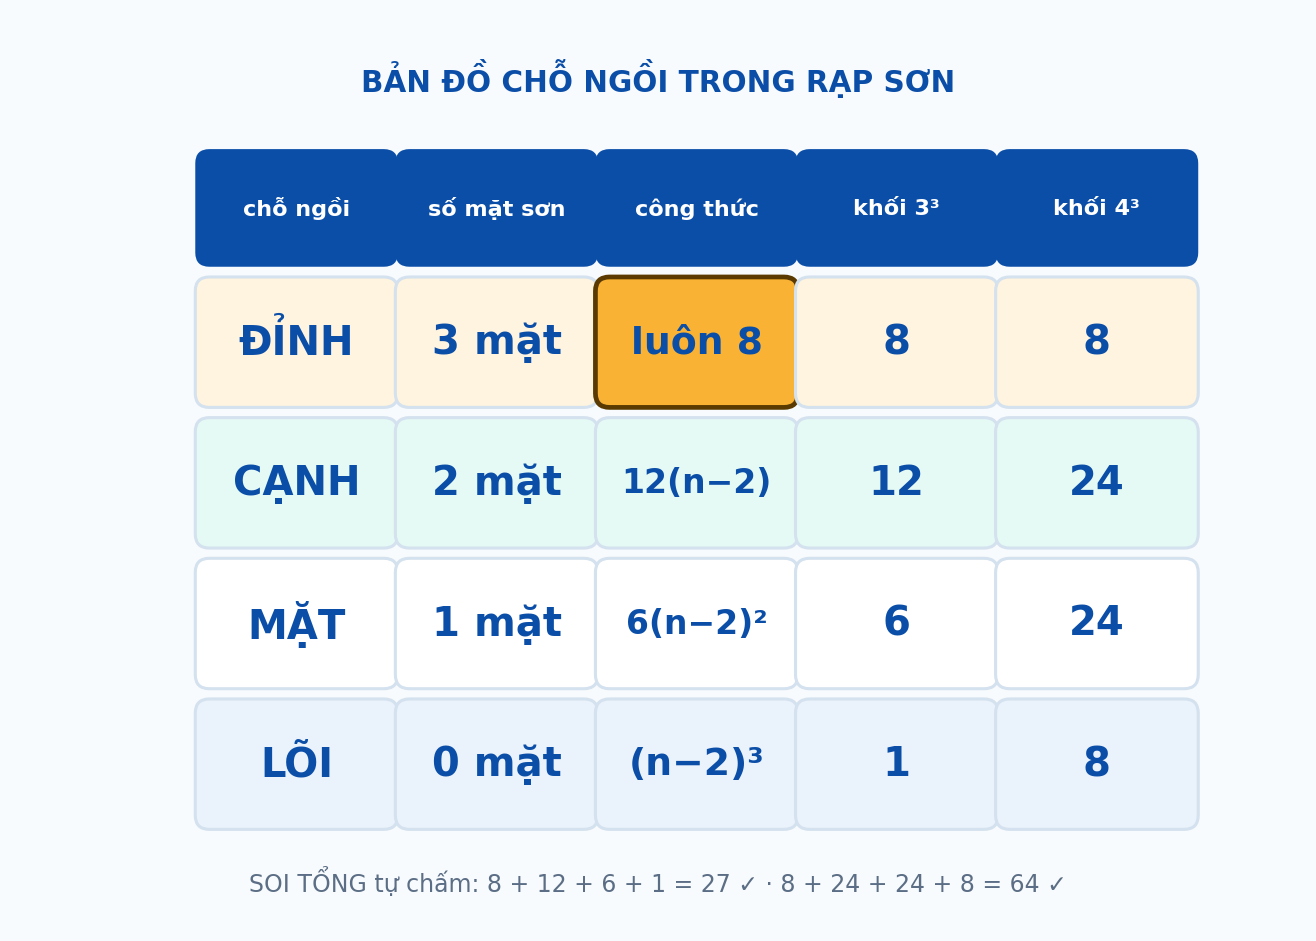 BẢN ĐỒ CHỖ NGỒI TRONG RẠP SƠN
chỗ ngồi số mặt sơn công thức khối 3³ khối 4³
ĐỈNH 3 mặt luôn 8 8 8
CẠNH 2 mặt 12(n−2) 12 24
MẶT 1 mặt 6(n−2)² 6 24
LÕI 0 mặt (n−2)³ 1 8
SOI TỔNG tự chấm: 8 + 12 + 6 + 1 = 27 ✓ · 8 + 24 + 24 + 8 = 64 ✓